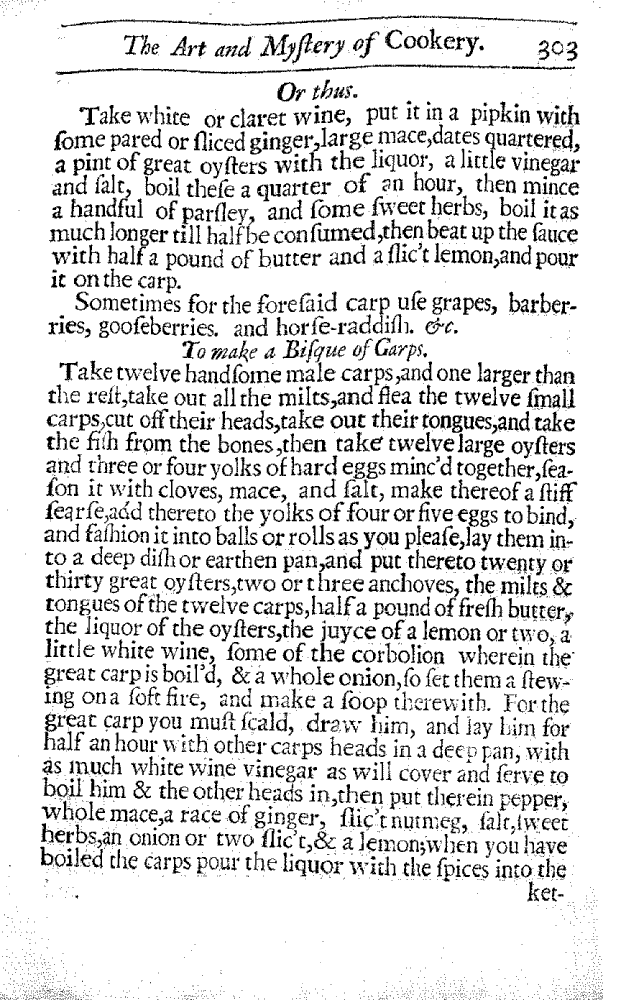 The Art and Myſtery of Cookery. 303
Or thus.
Take white or claret wine, put it in a pipkin with
ſome pared or ſliced ginger,large mace,dates quartered,
a pint of great oyſters with the liquor, a little vinegar
and ſalt, boil theſe a quarter of an hour, then mince
a handful of parſley, and ſome ſweet herbs, boil it as
much longer till half be conſumed,then beat up the ſauce
with half a pound of butter and a ſlic't lemon,and pour
it on the carp.
Sometimes for the foreſaid carp uſe grapes, barber-
ries, gooſeberries. and horſe-raddiſh. &c.
To make a Biſque of Carps.
Take twelve handſome male carps,and one larger than
the reſt,take out all the milts,and flea the twelve ſmall
carps,cut off their heads,take out their tongues,and take
the fiſh from the bones,then take twelve large oyſters
and three or four yolks of hard eggs minc'd together,ſea-
ſon it with cloves, mace, and ſalt, make thereof a ſtiff
ſearſe,add thereto the yolks of four or five eggs to bind,
and faſhion it into balls or rolls as you pleaſe,lay them in-
to a deep diſh or earthen pan,and put thereto twenty or
thirty great oyſters,two or three anchoves, the milts &
tongues of the twelve carps,half a pound of freſh butter,
the liquor of the oyſters,the juyce of a lemon or two, a
little white wine, ſome of the corbolion wherein the
great carp is boil'd, & a whole onion,ſo ſet them a ſtew-
ing on a ſoft fire, and make a ſoop therewith. For the
great carp you muſt ſcald, draw him, and lay him for
half an hour with other carps heads in a deep pan, with
as much white wine vinegar as will cover and ſerve to
boil him & the other heads in,then put therein pepper,
whole mace,a race of ginger, ſlic't nutmeg, ſalt,ſweet
herbs,an onion or two ſlic't,& a lemon;when you have
boiled the carps pour the liquor with the ſpices into the
ket-